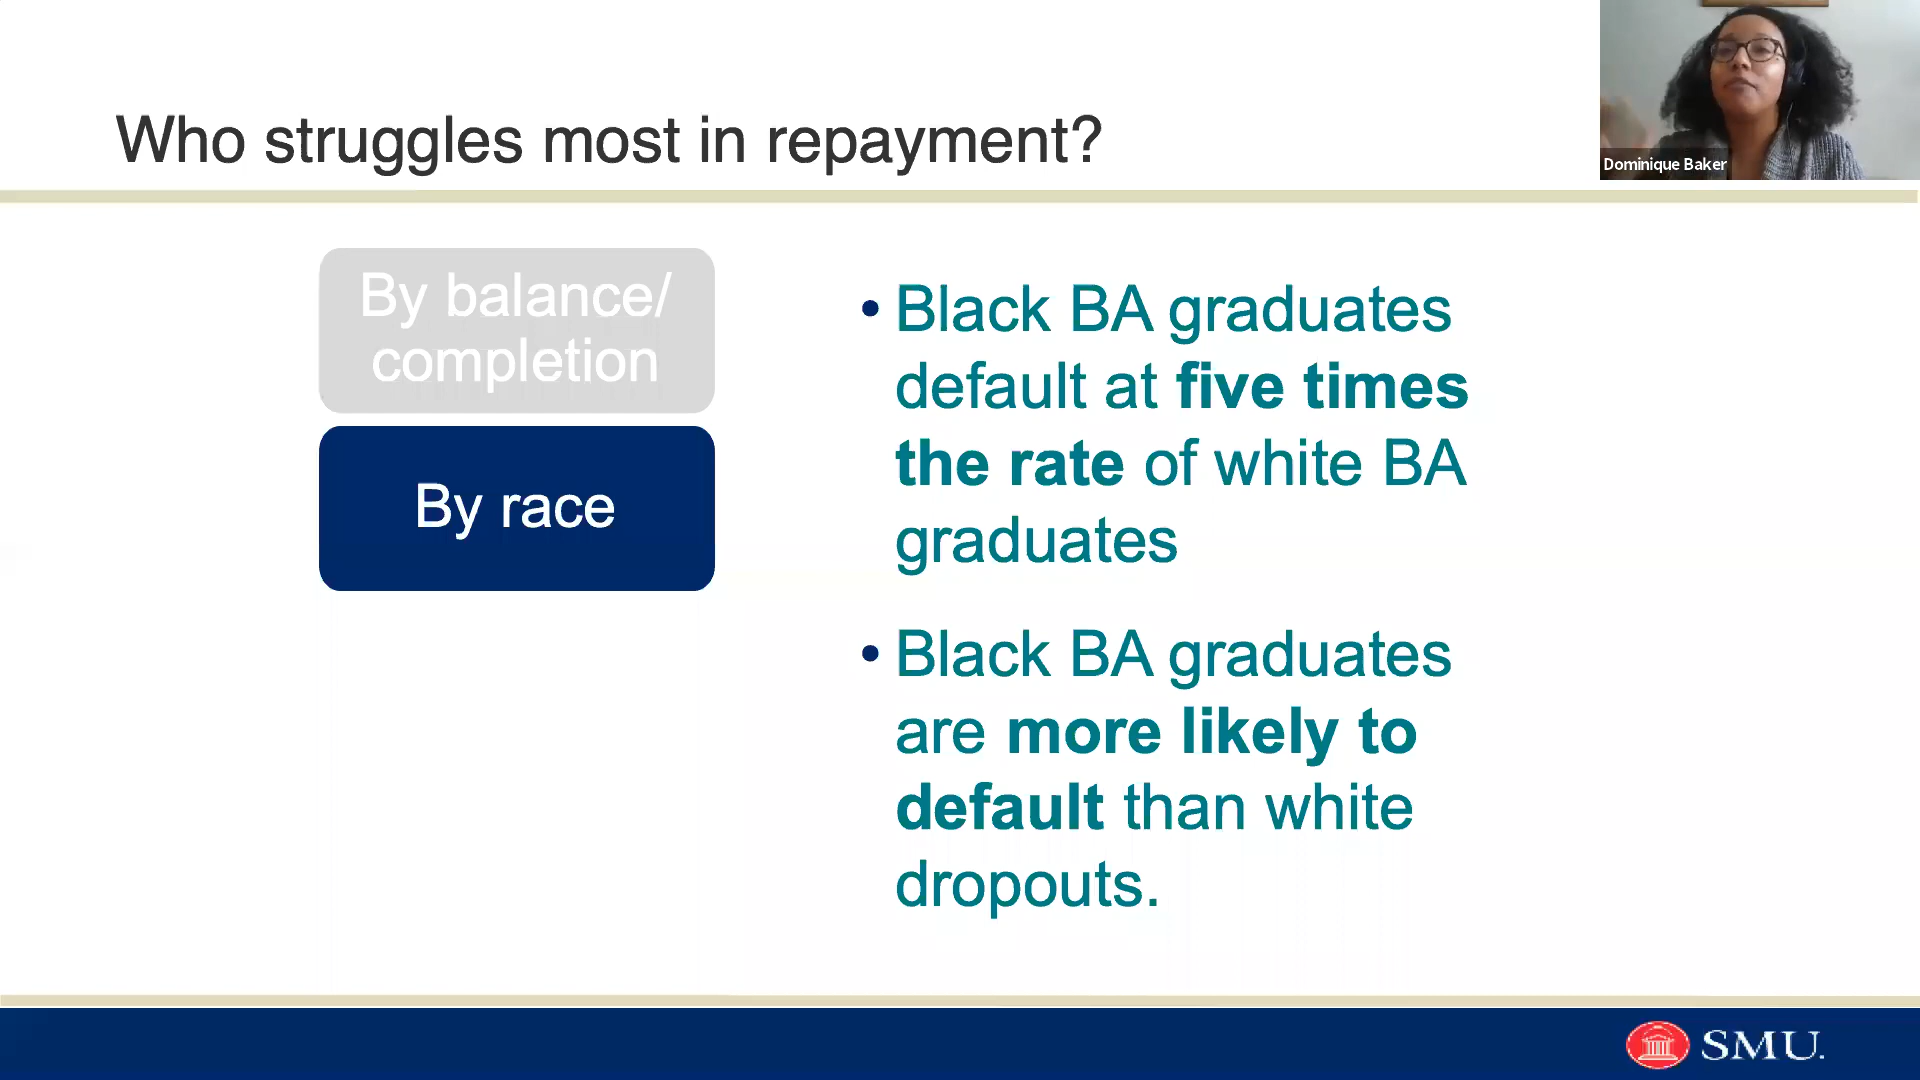 Who struggles most in repayment?
Dominique Baker
By balance/
completion
By race
• Black BA graduates
default at five times
the rate of white BA
graduates
• Black BA graduates
are more likely to
default than white
dropouts.
SMU.